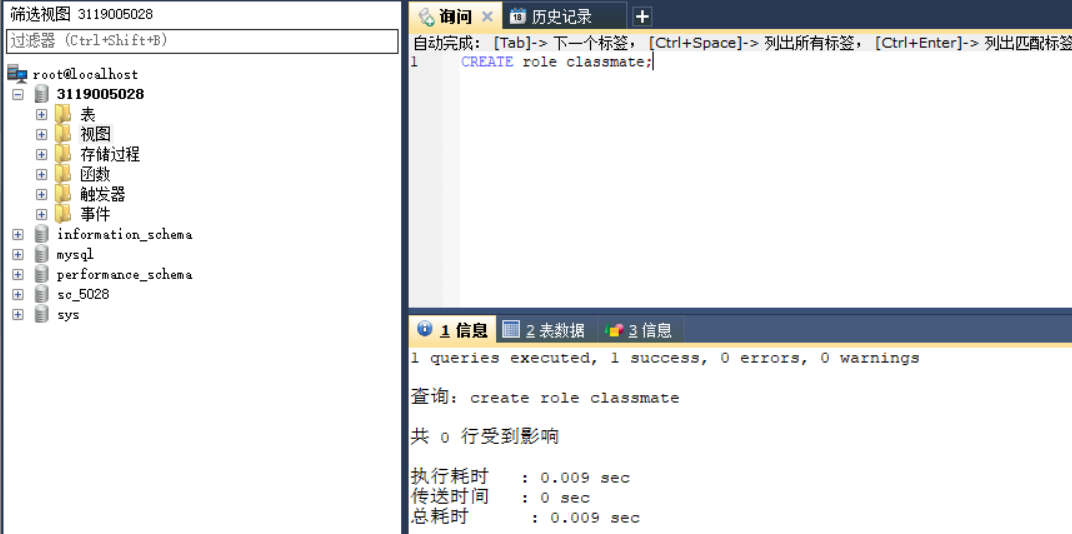 筛选视图 3119005028
过滤器 (Ctrl+Shift+B)
root@localhost
3119005028
表
视图
存储过程
函数
触发器
事件
information_schema
mysql
performance_schema
sc_5028
sys
询问
18 历史记录
自动完成: [Tab]-> 下一个标签, [Ctrl+Space]-> 列出所有标签, [Ctrl+Enter]-> 列出匹配标签
1 CREATE role classmate;
1 信息 2 表数据 3 信息
1 queries executed, 1 success, 0 errors, 0 warnings
查询: create role classmate
共 0 行受到影响
执行耗时 : 0.009 sec
传送时间 : 0 sec
总耗时 : 0.009 sec